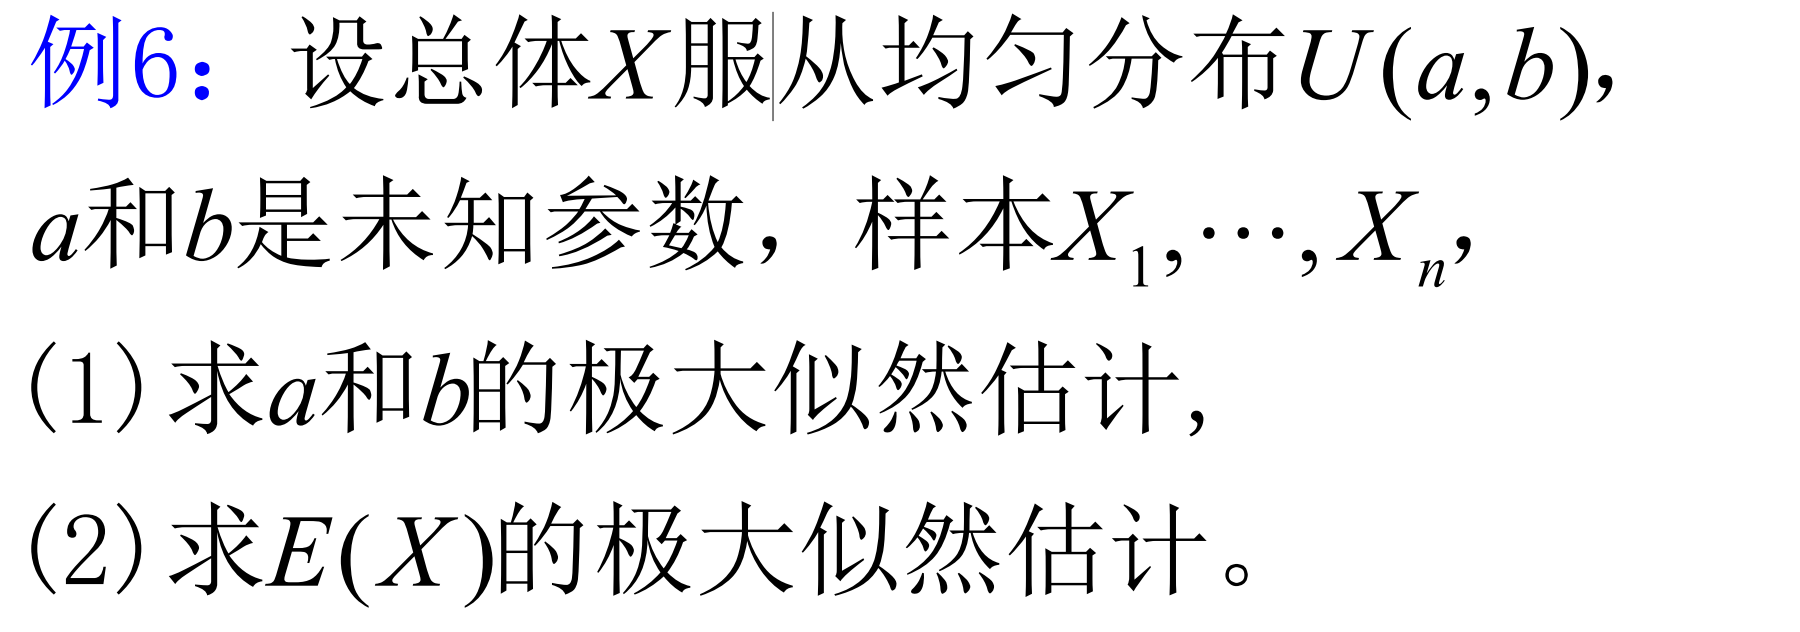 例6：设总体X服从均匀分布U(a,b)，
a和b是未知参数，样本X₁,⋯,Xₙ，
(1)求a和b的极大似然估计,
(2)求E(X)的极大似然估计。